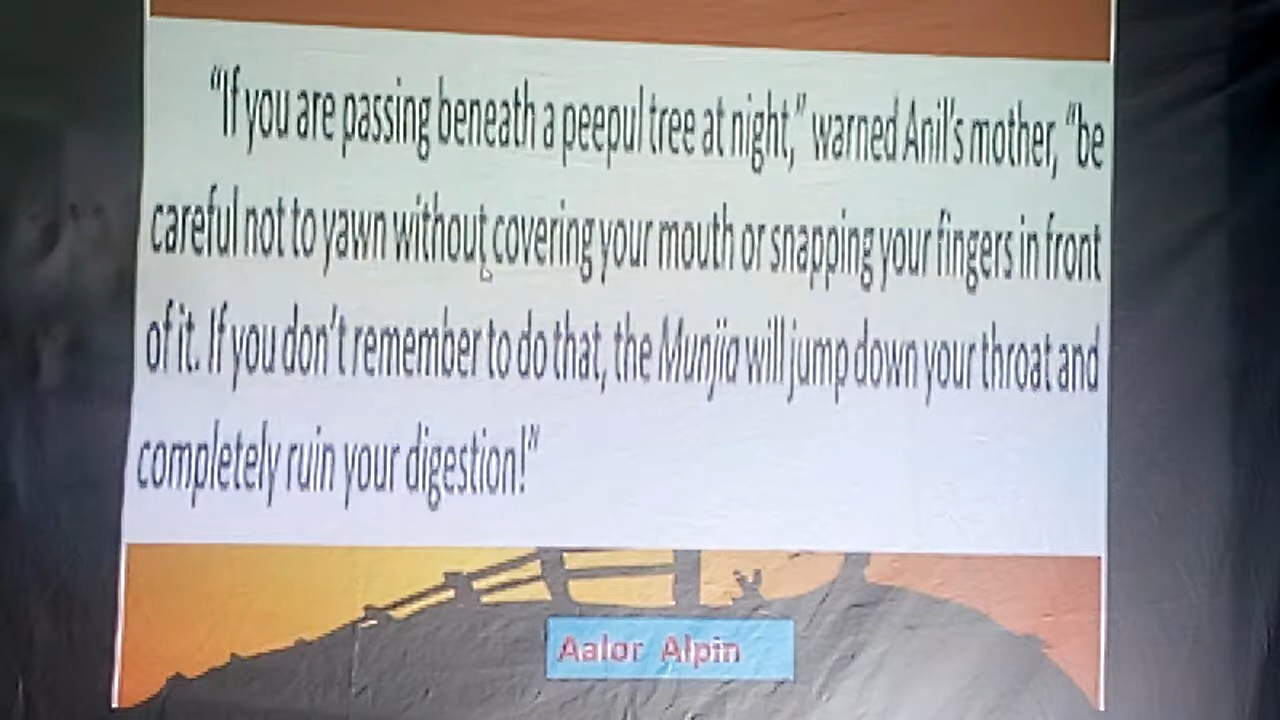 “If you are passing beneath a peepul tree at night,” warned Anil’s mother, “be
careful not to yawn without covering your mouth or snapping your fingers in front
of it. If you don’t remember to do that, the Munjia will jump down your throat and
completely ruin your digestion!”
Aalor Alpin